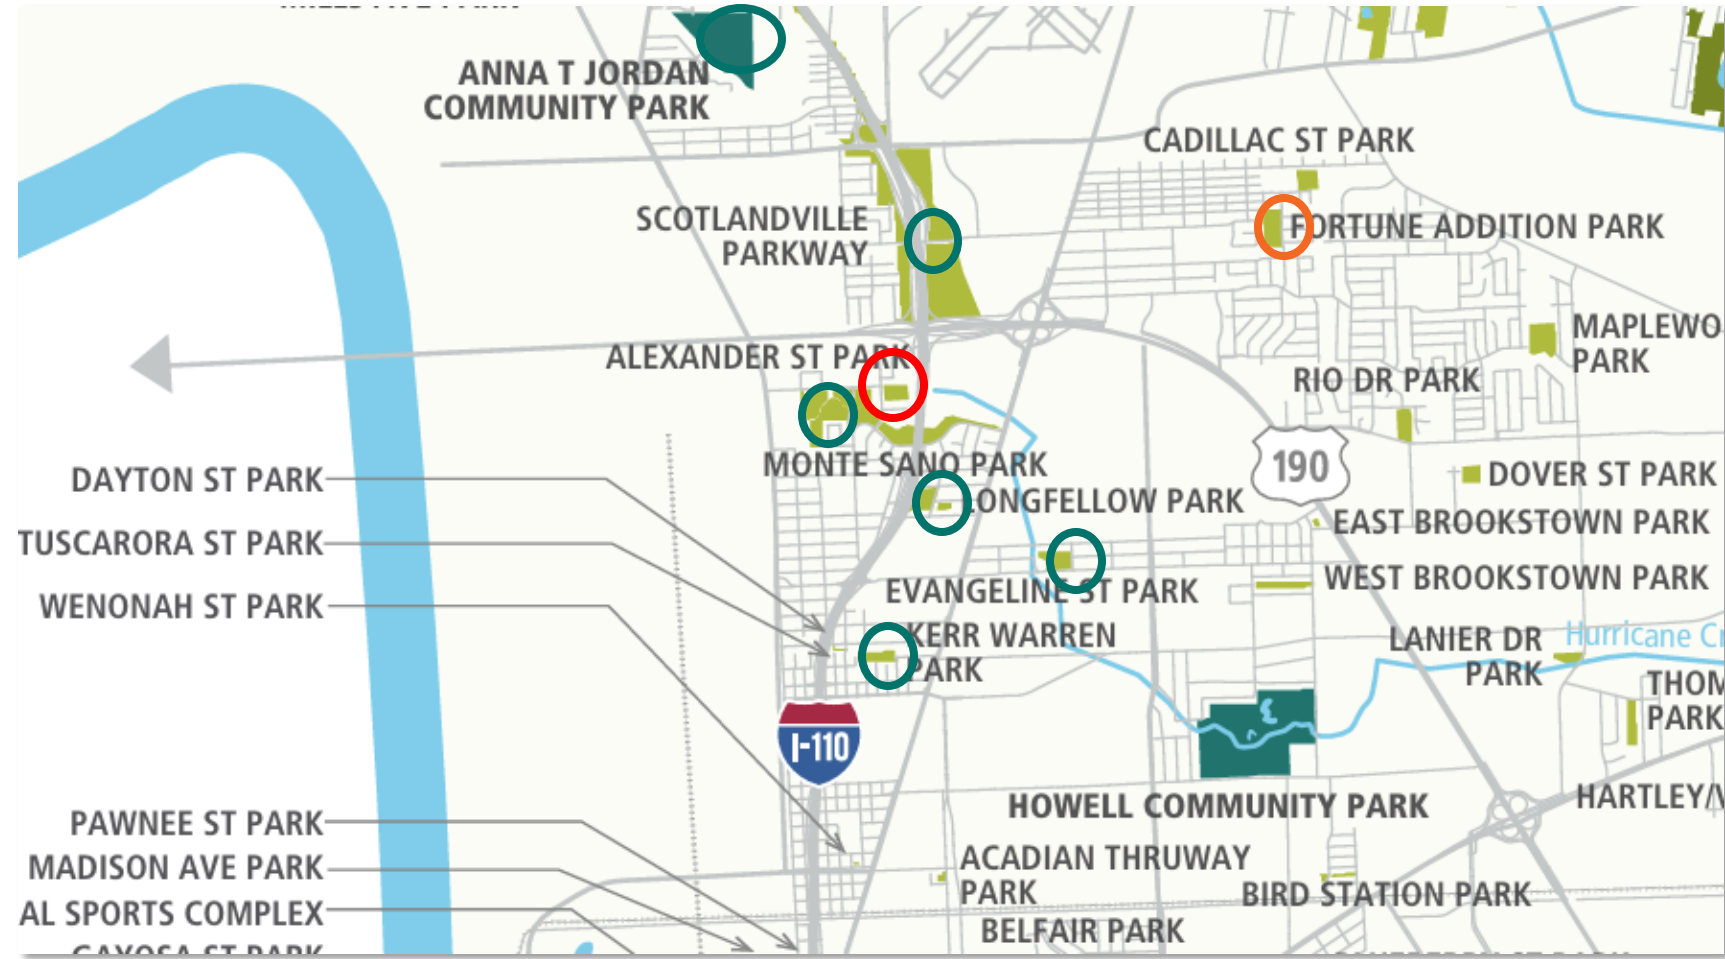 ANNA T JORDAN
COMMUNITY PARK
CADILLAC ST PARK
SCOTLANDVILLE
PARKWAY
FORTUNE ADDITION PARK
ALEXANDER ST PARK
MAPLEWO
PARK
RIO DR PARK
MONTE SANO PARK
190
DAYTON ST PARK
DOVER ST PARK
LONGFELLOW PARK
EAST BROOKSTOWN PARK
TUSCARORA ST PARK
EVANGELINE ST PARK
WEST BROOKSTOWN PARK
WENONAH ST PARK
KERR WARREN
PARK
LANIER DR
PARK
Hurricane Cr
THOM
PARK
I-110
HOWELL COMMUNITY PARK
HARTLEY/V
PAWNEE ST PARK
MADISON AVE PARK
ACADIAN THRUWAY
PARK
BIRD STATION PARK
AL SPORTS COMPLEX
BELFAIR PARK
GAYOSA ST PARK